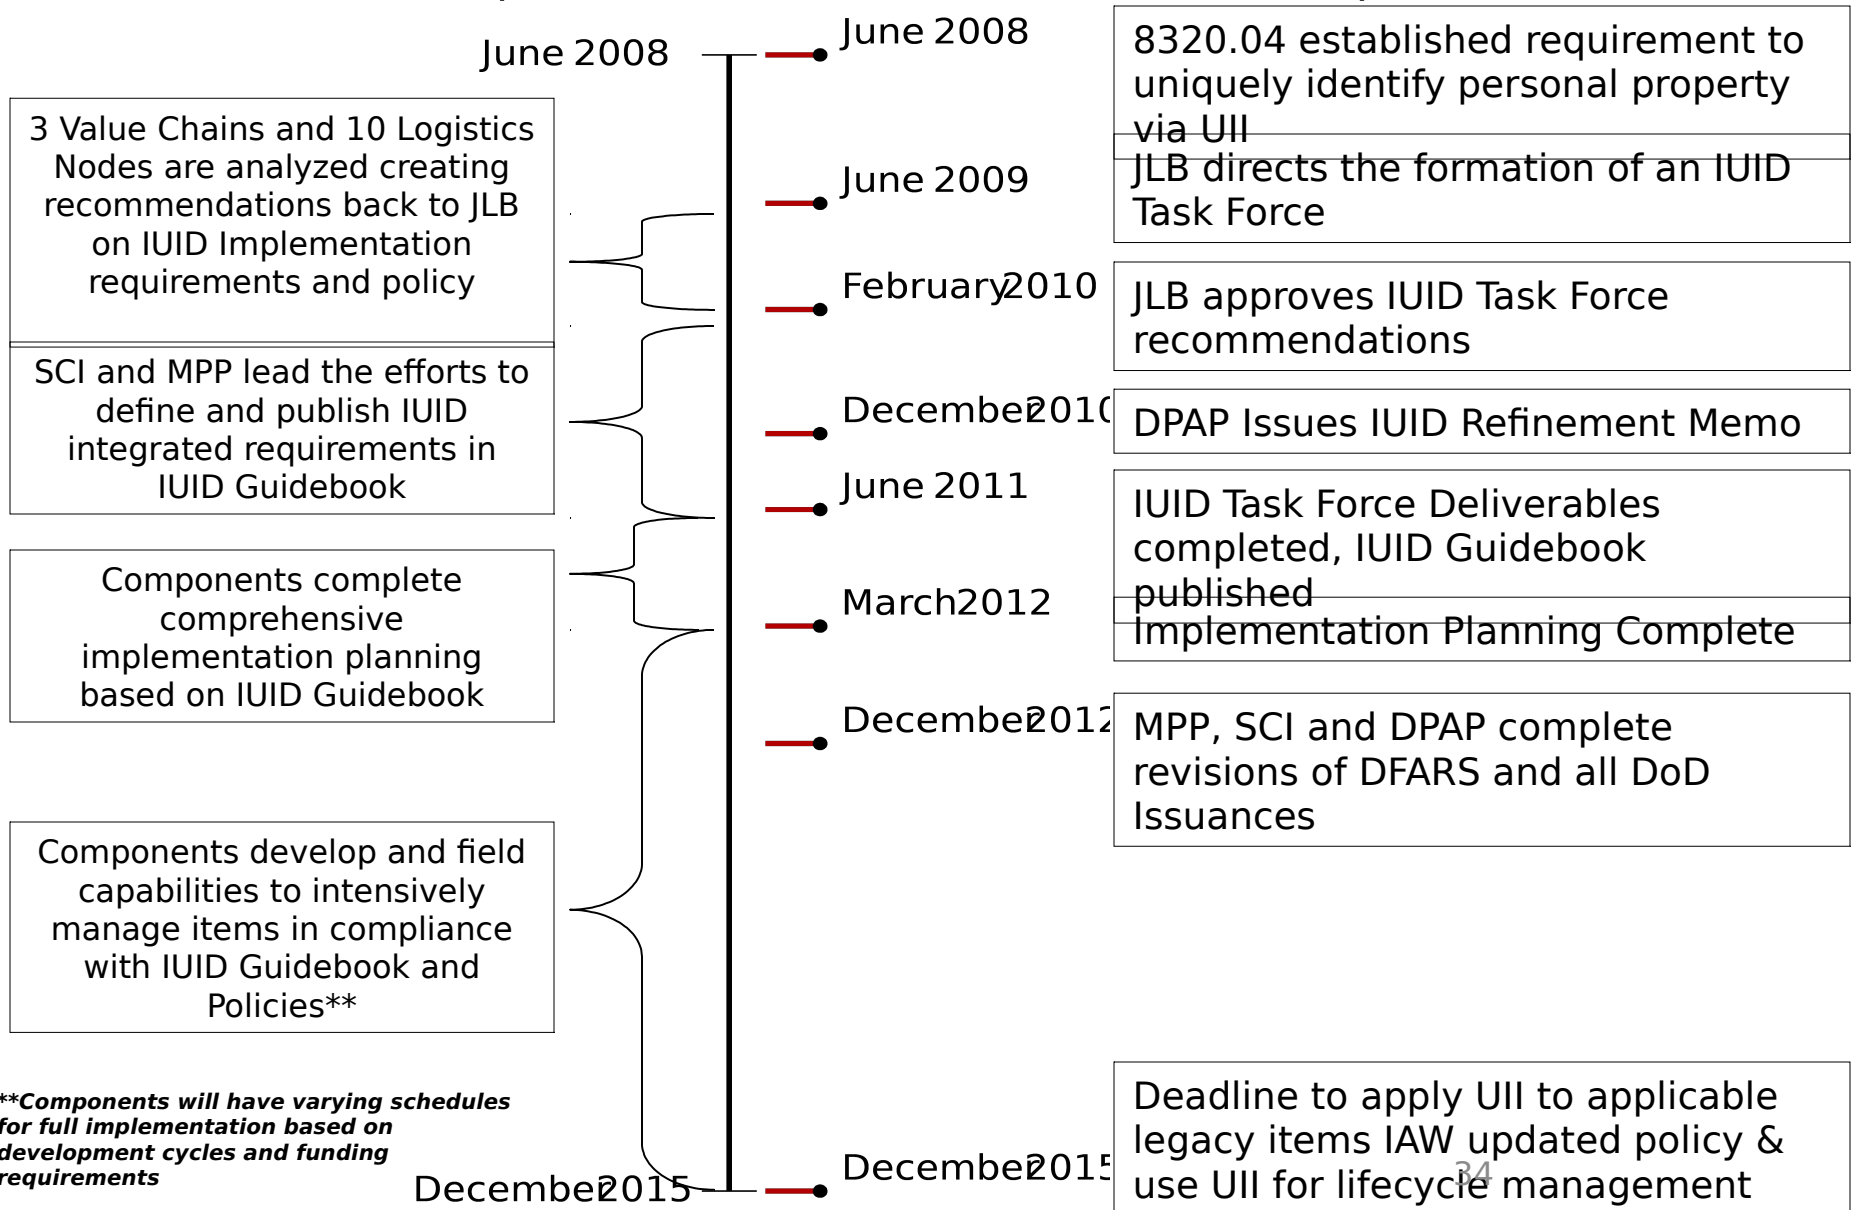 June 2008
3 Value Chains and 10 Logistics
Nodes are analyzed creating
recommendations back to JLB
on IUID Implementation
requirements and policy
SCI and MPP lead the efforts to
define and publish IUID
integrated requirements in
IUID Guidebook
Components complete
comprehensive
implementation planning
based on IUID Guidebook
Components develop and field
capabilities to intensively
manage items in compliance
with IUID Guidebook and
Policies**
**Components will have varying schedules
for full implementation based on
development cycles and funding
requirements
December 2015
June 2008
8320.04 established requirement to
uniquely identify personal property
via UII
June 2009
JLB directs the formation of an IUID
Task Force
February 2010
JLB approves IUID Task Force
recommendations
December 2010
DPAP Issues IUID Refinement Memo
June 2011
IUID Task Force Deliverables
completed, IUID Guidebook
published
March 2012
Implementation Planning Complete
December 2012
MPP, SCI and DPAP complete
revisions of DFARS and all DoD
Issuances
December 2015
Deadline to apply UII to applicable
legacy items IAW updated policy &
use UII for lifecycle management
34